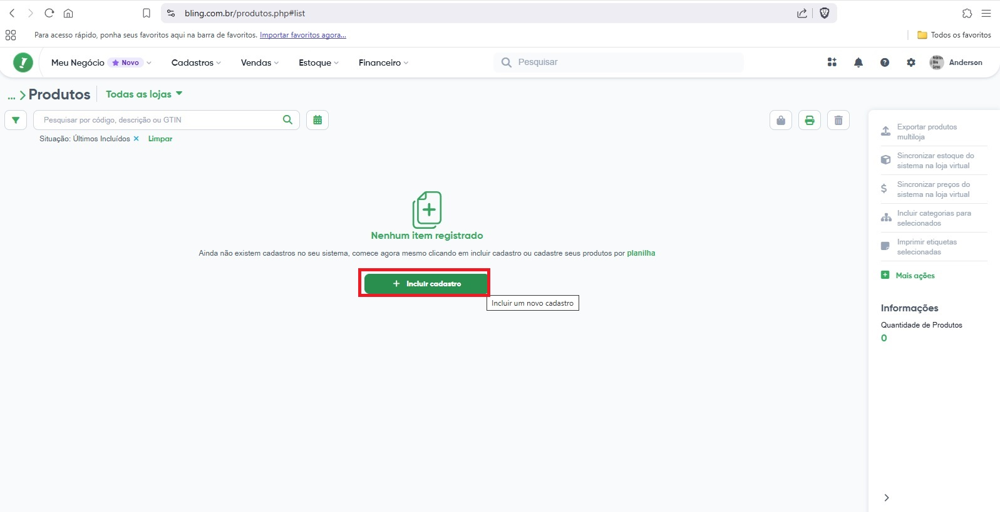 bling.com.br/produtos.php#list
Para acesso rápido, ponha seus favoritos aqui na barra de favoritos. Importar favoritos agora...
Todos os favoritos
Meu Negócio Novo Cadastros Vendas Estoque Financeiro Pesquisar Anderson
... Produtos Todas as lojas
Pesquisar por código, descrição ou GTIN
Situação: Últimos Incluídos × Limpar
Nenhum item registrado
Ainda não existem cadastros no seu sistema, comece agora mesmo clicando em incluir cadastro ou cadastre seus produtos por planilha
+ Incluir cadastro
Incluir um novo cadastro
Exportar produtos
multiloja
Sincronizar estoque do
sistema na loja virtual
$ Sincronizar preços do
sistema na loja virtual
Incluir categorias para
selecionados
Imprimir etiquetas
selecionadas
Mais ações
Informações
Quantidade de Produtos
0